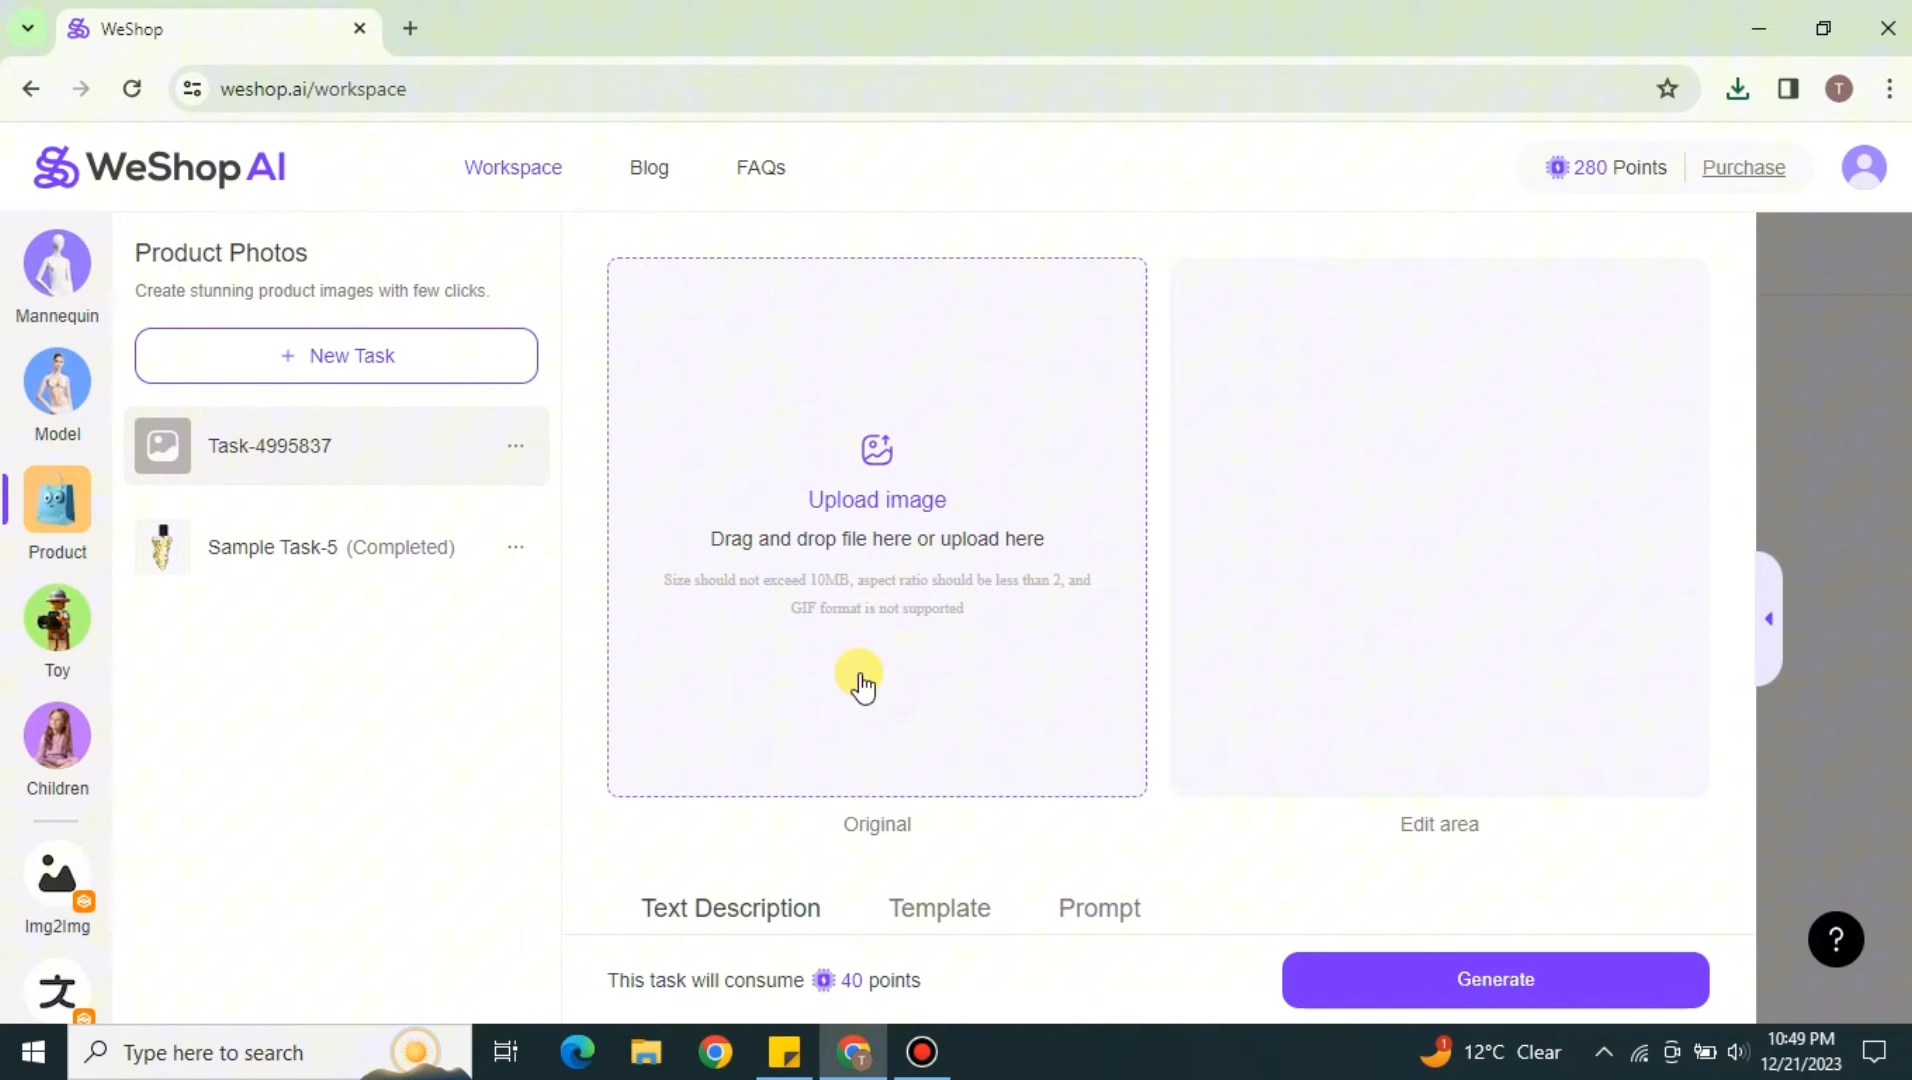 WeShop
weshop.ai/workspace
T
WeShop AI
Workspace
Blog
FAQs
280 Points
Purchase
Mannequin
Model
Product
Toy
Children
Img2Img
文
Product Photos
Create stunning product images with few clicks.
+ New Task
Task-4995837
...
Sample Task-5 (Completed)
...
Upload image
Drag and drop file here or upload here
Size should not exceed 10MB, aspect ratio should be less than 2, and
GIF format is not supported
Original
Edit area
Text Description
Template
Prompt
This task will consume 40 points
Generate
?
Type here to search
T
1
12°C Clear
10:49 PM
12/21/2023